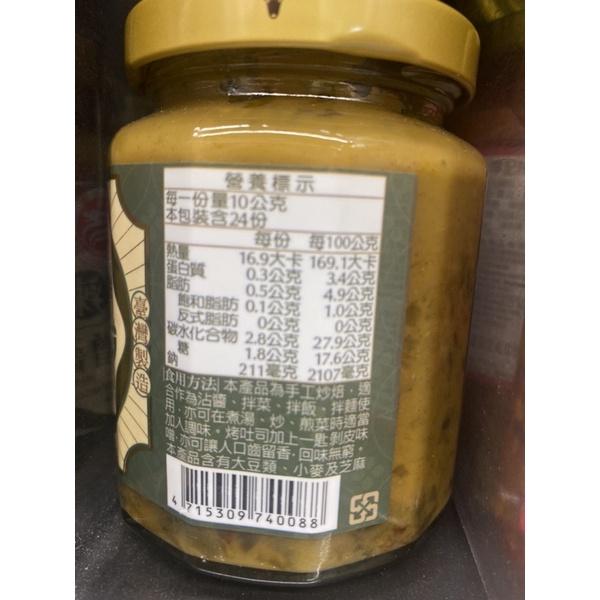 營養標示
每一份量10公克
本包裝含24份
每份 每100公克
熱量 16.9大卡 169.1大卡
蛋白質 0.3公克 3.4公克
脂肪 0.5公克 4.9公克
飽和脂肪 0.1公克 1.0公克
反式脂肪 0公克 0公克
碳水化合物 2.8公克 27.9公克
糖 1.8公克 17.6公克
鈉 211毫克 2107毫克
食用方法 本產品為手工炒焙，適
合作為沾醬、拌菜、拌飯、拌麵使
用，亦可在煮湯、炒、煎菜時適當
加入調味。烤吐司加上一匙剝皮味
噌，亦可讓人口齒留香，回味無窮。
本產品含有大豆類、小麥及芝麻
臺灣製造
4 715309 740088